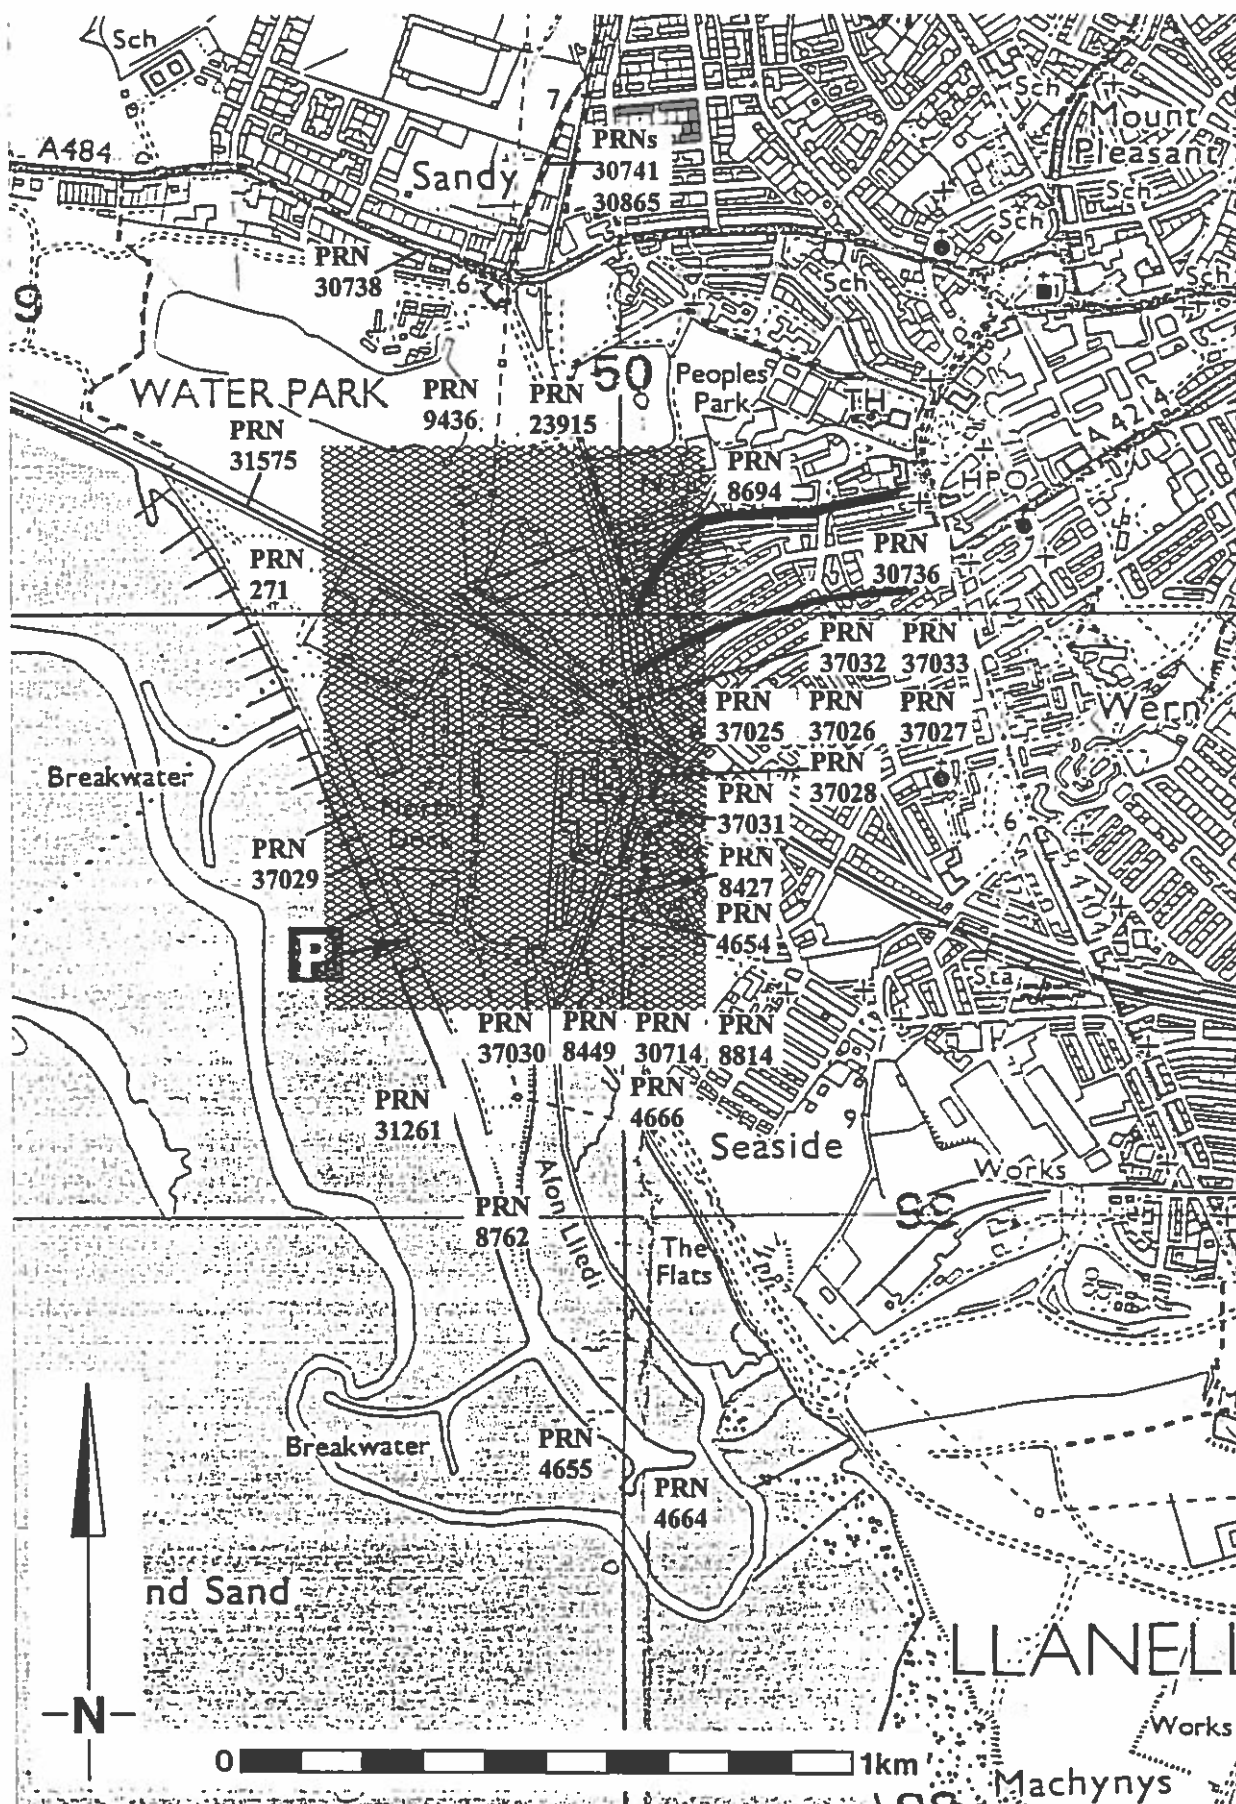 Sch
7
Sch
Mount
Pleasant
PRNs
30741
30865
A484
Sandy
Sch
Sch
PRN
30738
6
Sch
Sch
9
WATER PARK
PRN
9436
PRN
23915
50
Peoples
Park
TH
A 4214
PRN
31575
PRN
8694
HPO
PRN
271
PRN
30736
PRN
37032
PRN
37033
PRN
37025
PRN
37026
PRN
37027
Wern
Breakwater
PRN
37028
North
Dock
PRN
37031
6
PRN
37029
PRN
8427
PRN
4654
P
Sta
PRN
37030
PRN
8449
PRN
30714
PRN
8814
PRN
31261
PRN
4666
9
Seaside
Works
Afon Lliedi
PRN
8762
The
Flats
Breakwater
PRN
4655
PRN
4664
nd Sand
LLANELL
N
Works
0
1km
Machynys